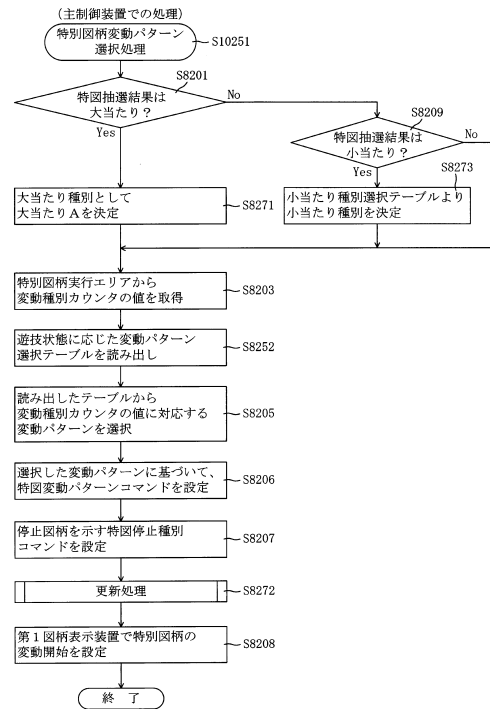 （主制御装置での処理）
特別図柄変動パターン
選択処理
S10251
S8201
特図抽選結果は
大当たり？
No
Yes
S8209
特図抽選結果は
小当たり？
No
Yes
S8273
大当たり種別として
大当たりAを決定
S8271
小当たり種別選択テーブルより
小当たり種別を決定
特別図柄実行エリアから
変動種別カウンタの値を取得
S8203
遊技状態に応じた変動パターン
選択テーブルを読み出し
S8252
読み出したテーブルから
変動種別カウンタの値に対応する
変動パターンを選択
S8205
選択した変動パターンに基づいて、
特図変動パターンコマンドを設定
S8206
停止図柄を示す特図停止種別
コマンドを設定
S8207
更新処理
S8272
第１図柄表示装置で特別図柄の
変動開始を設定
S8208
終 了